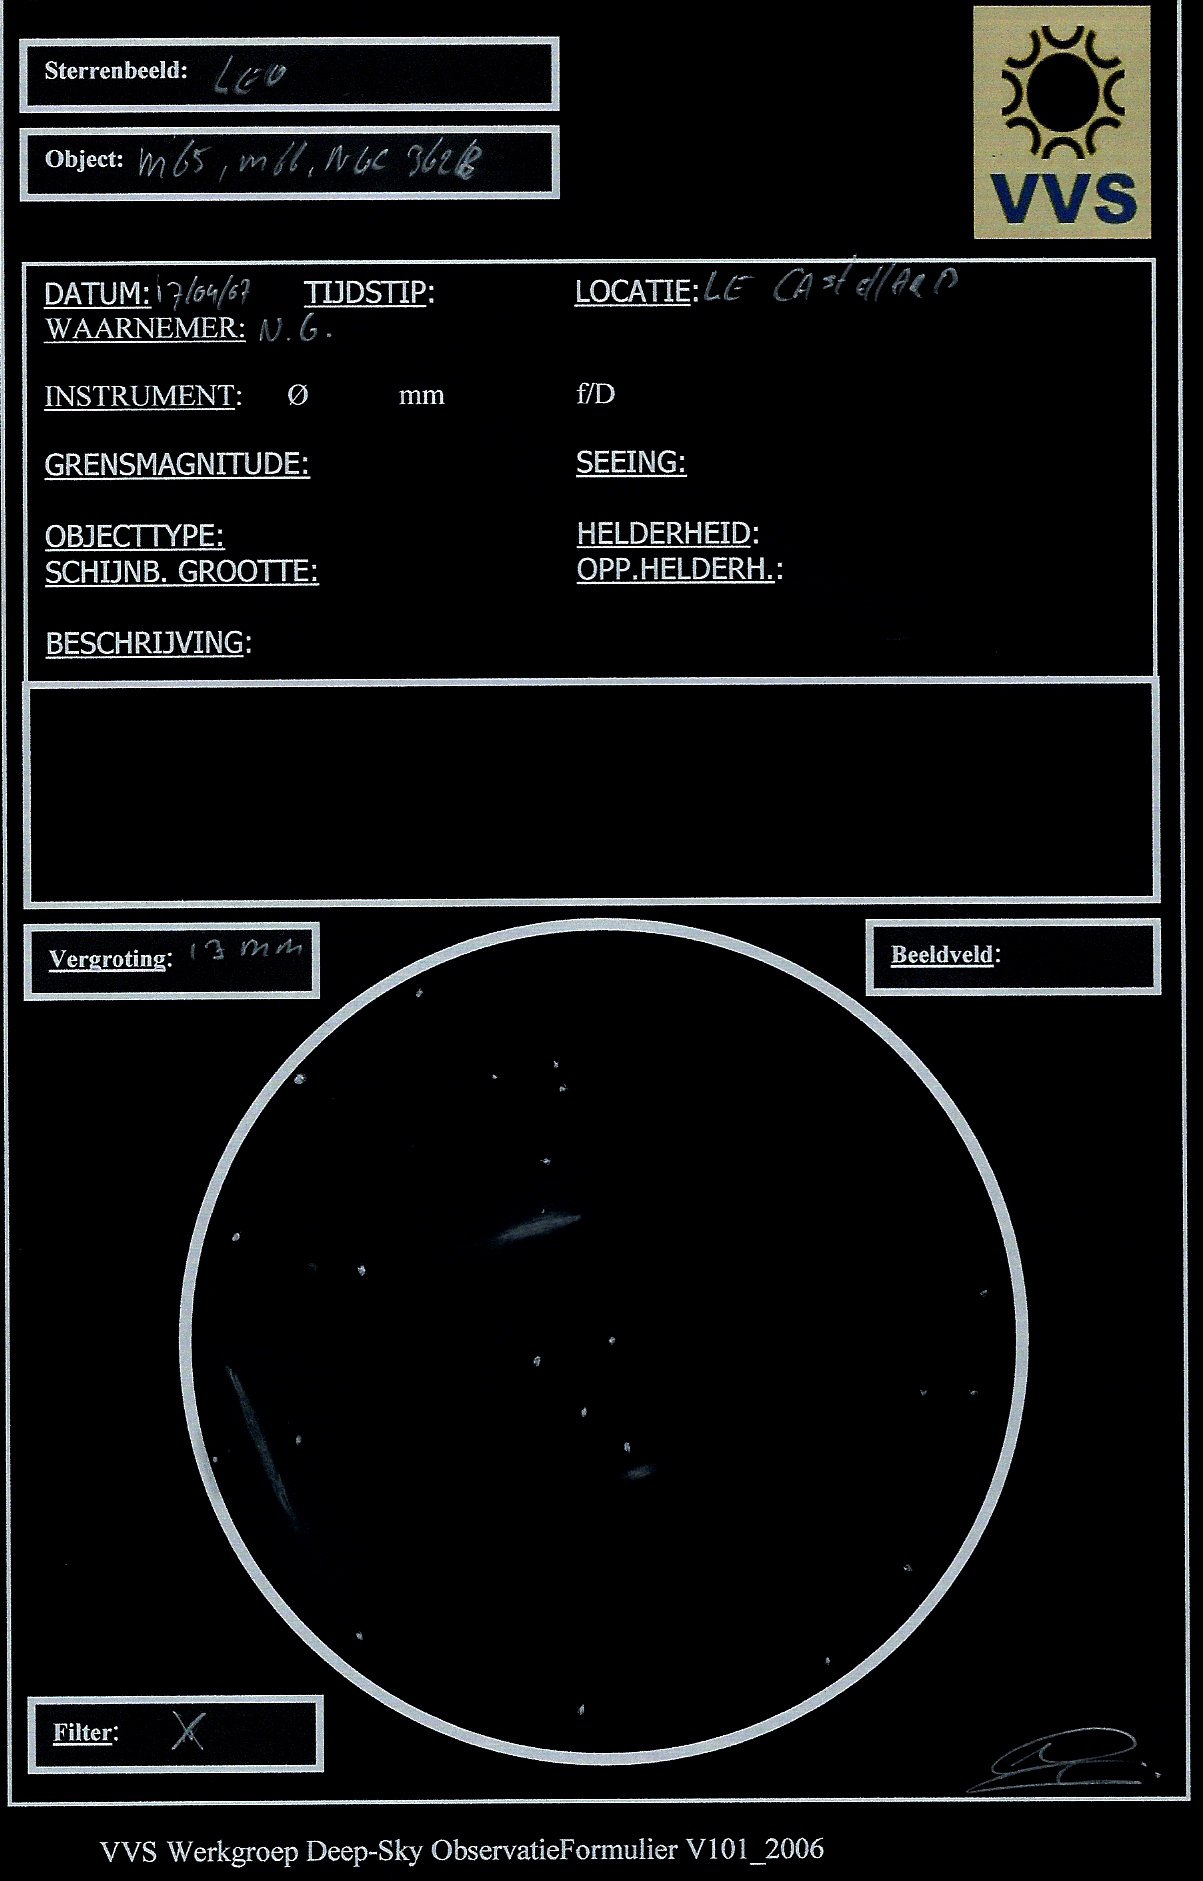 Sterrenbeeld: LEO
Object: M65, M66, NGC 3628
VVS
DATUM: 17/04/07 TIJDSTIP: LOCATIE: LE CAstellARD
WAARNEMER: N.G.
INSTRUMENT: Ø mm f/D
GRENSMAGNITUDE: SEEING:
OBJECTTYPE: HELDERHEID:
SCHIJNB. GROOTTE: OPP.HELDERH.:
BESCHRIJVING:
Vergroting: 13 mm Beeldveld:
Filter: X
VVS Werkgroep Deep-Sky ObservatieFormulier V101_2006